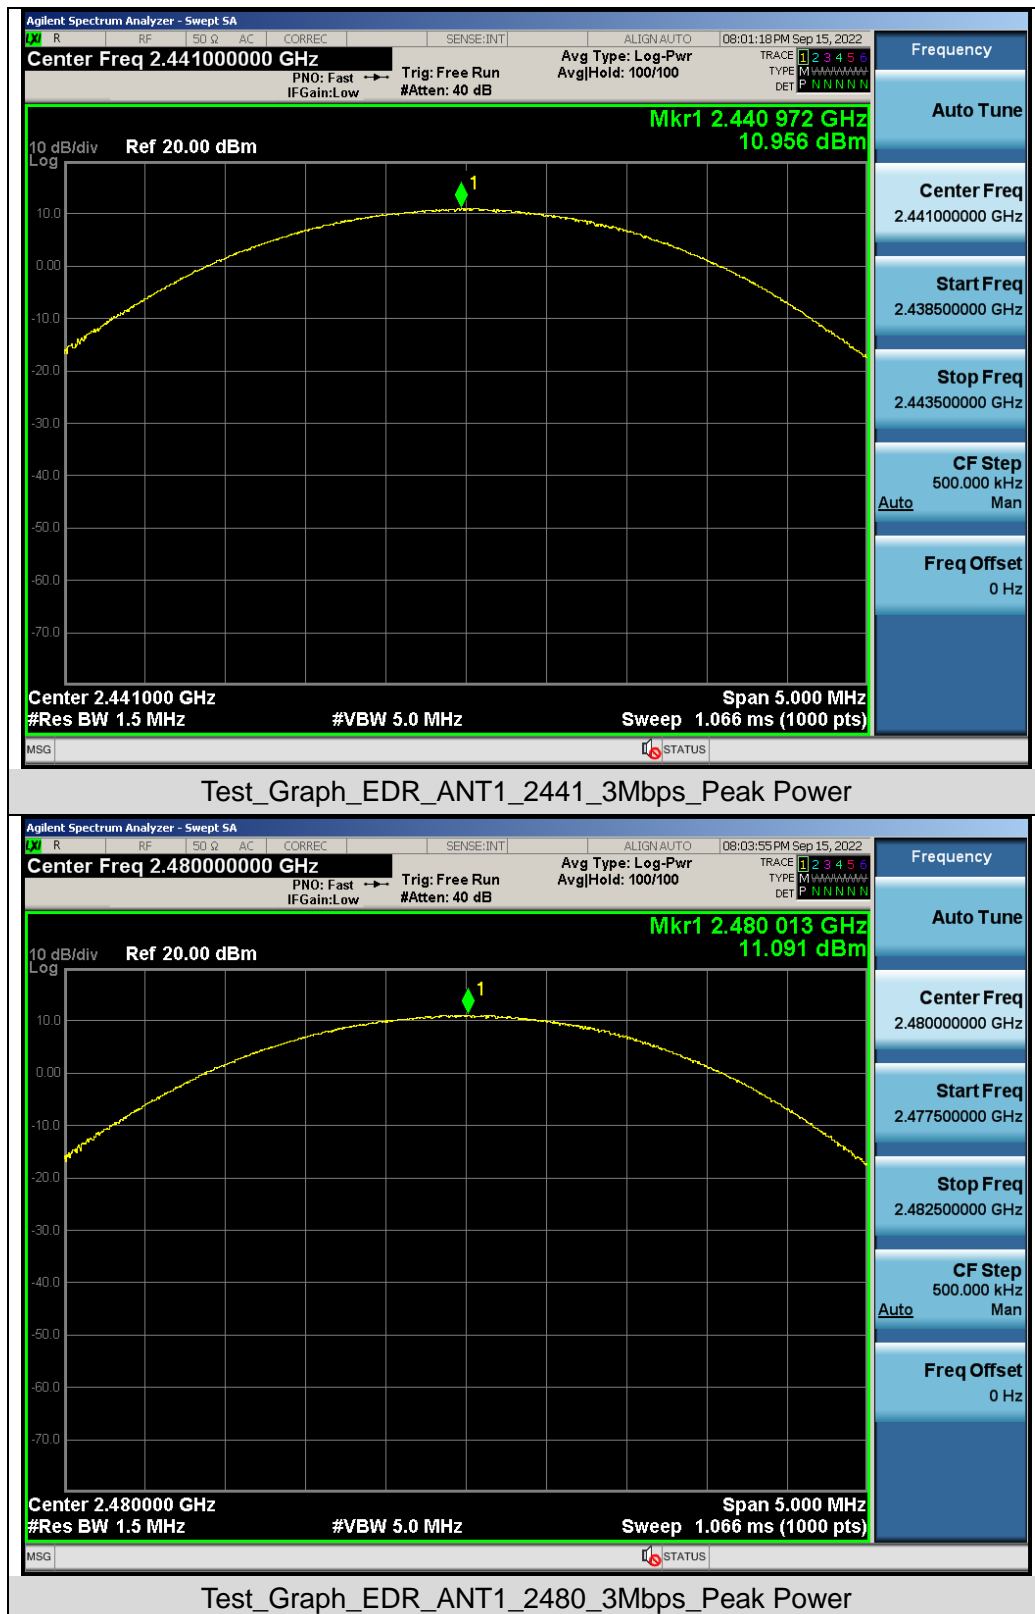 Agilent Spectrum Analyzer - Swept SA
LXI R RF 50 Ω AC CORREC SENSE:INT ALIGN AUTO 08:01:18 PM Sep 15, 2022
Center Freq 2.441000000 GHz
PNO: Fast
IFGain:Low
Trig: Free Run
#Atten: 40 dB
Avg Type: Log-Pwr
Avg|Hold: 100/100
TRACE 1 2 3 4 5 6
TYPE M WWWWW
DET P N N N N N
Mkr1 2.440 972 GHz
10.956 dBm
10 dB/div Ref 20.00 dBm
Log
1
10.0
0.00
-10.0
-20.0
-30.0
-40.0
-50.0
-60.0
-70.0
Center 2.441000 GHz Span 5.000 MHz
#Res BW 1.5 MHz #VBW 5.0 MHz Sweep 1.066 ms (1000 pts)
MSG STATUS
Frequency
Auto Tune
Center Freq
2.441000000 GHz
Start Freq
2.438500000 GHz
Stop Freq
2.443500000 GHz
CF Step
500.000 kHz
Auto Man
Freq Offset
0 Hz
Test_Graph_EDR_ANT1_2441_3Mbps_Peak Power
Agilent Spectrum Analyzer - Swept SA
LXI R RF 50 Ω AC CORREC SENSE:INT ALIGN AUTO 08:03:55 PM Sep 15, 2022
Center Freq 2.480000000 GHz
PNO: Fast
IFGain:Low
Trig: Free Run
#Atten: 40 dB
Avg Type: Log-Pwr
Avg|Hold: 100/100
TRACE 1 2 3 4 5 6
TYPE M WWWWW
DET P N N N N N
Mkr1 2.480 013 GHz
11.091 dBm
10 dB/div Ref 20.00 dBm
Log
1
10.0
0.00
-10.0
-20.0
-30.0
-40.0
-50.0
-60.0
-70.0
Center 2.480000 GHz Span 5.000 MHz
#Res BW 1.5 MHz #VBW 5.0 MHz Sweep 1.066 ms (1000 pts)
MSG STATUS
Frequency
Auto Tune
Center Freq
2.480000000 GHz
Start Freq
2.477500000 GHz
Stop Freq
2.482500000 GHz
CF Step
500.000 kHz
Auto Man
Freq Offset
0 Hz
Test_Graph_EDR_ANT1_2480_3Mbps_Peak Power